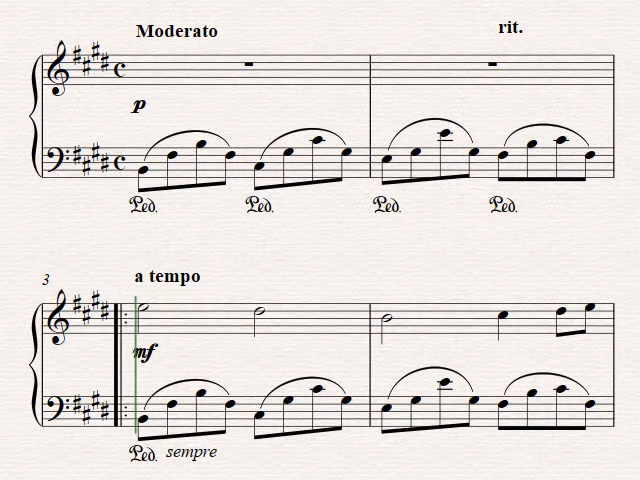 Moderato rit.
p
Ped. Ped. Ped. Ped.
3
a tempo
mf
Ped. sempre